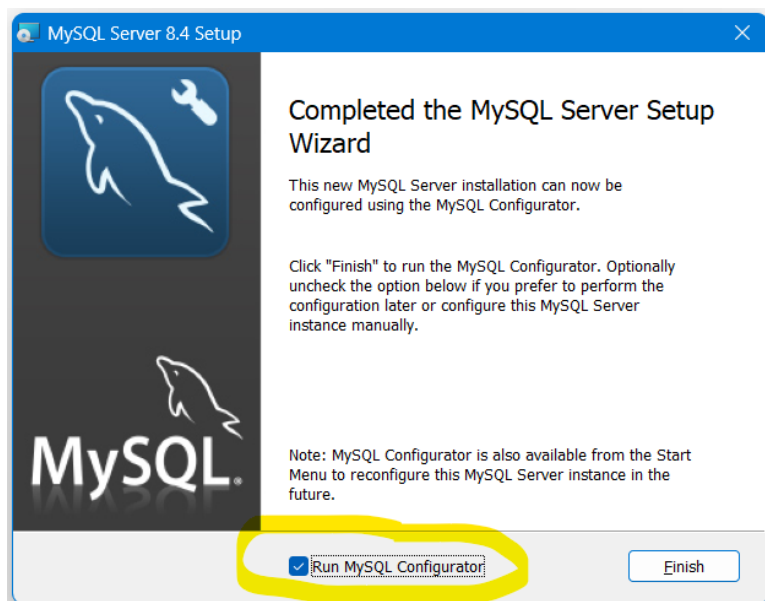 MySQL Server 8.4 Setup
Completed the MySQL Server Setup
Wizard
This new MySQL Server installation can now be
configured using the MySQL Configurator.
Click "Finish" to run the MySQL Configurator. Optionally
uncheck the option below if you prefer to perform the
configuration later or configure this MySQL Server
instance manually.
MySQL.
Note: MySQL Configurator is also available from the Start
Menu to reconfigure this MySQL Server instance in the
future.
Run MySQL Configurator
Finish